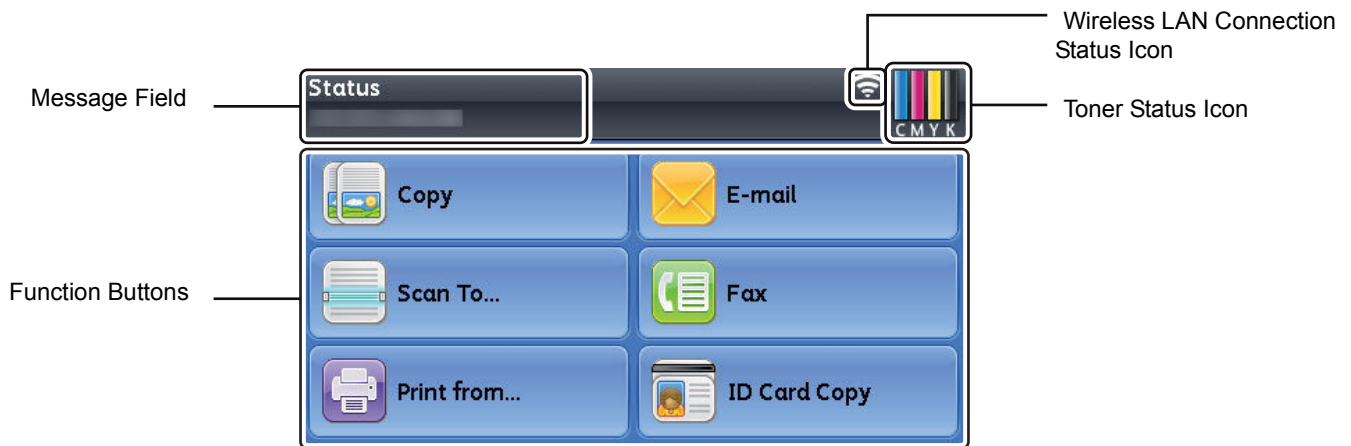 Wireless LAN Connection
Status Icon
Message Field
Status
Toner Status Icon
C M Y K
Copy
E-mail
Function Buttons
Scan To...
Fax
Print from...
ID Card Copy